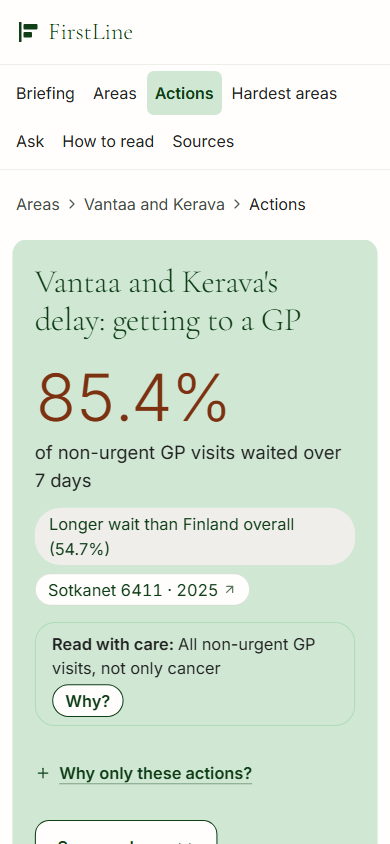 FirstLine
Briefing Areas Actions Hardest areas
Ask How to read Sources
Areas > Vantaa and Kerava > Actions
Vantaa and Kerava's
delay: getting to a GP
85.4%
of non-urgent GP visits waited over
7 days
Longer wait than Finland overall
(54.7%)
Sotkanet 6411 · 2025 ↗
Read with care: All non-urgent GP
visits, not only cancer
Why?
+ Why only these actions?